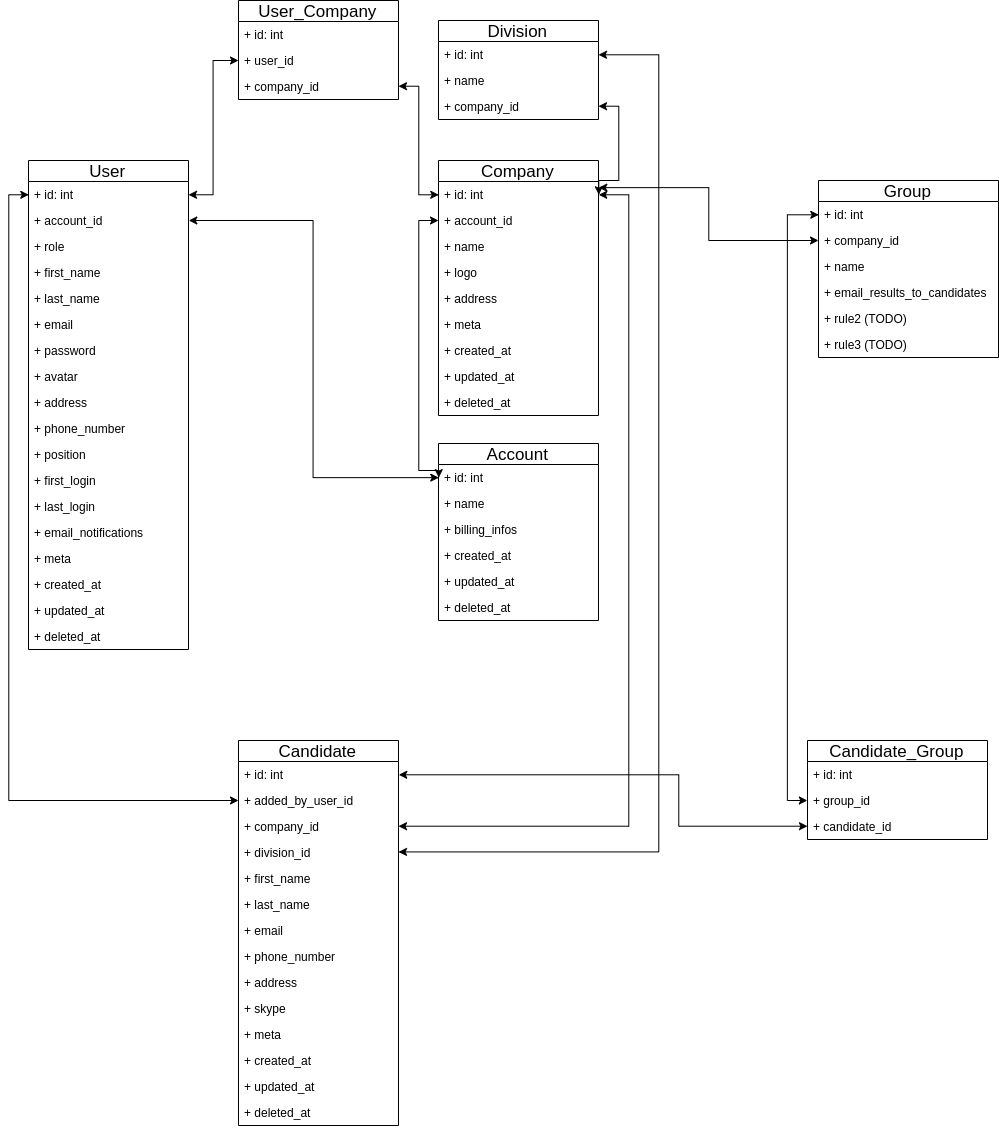 User_Company
+ id: int
+ user_id
+ company_id
Division
+ id: int
+ name
+ company_id
User
+ id: int
+ account_id
+ role
+ first_name
+ last_name
+ email
+ password
+ avatar
+ address
+ phone_number
+ position
+ first_login
+ last_login
+ email_notifications
+ meta
+ created_at
+ updated_at
+ deleted_at
Company
+ id: int
+ account_id
+ name
+ logo
+ address
+ meta
+ created_at
+ updated_at
+ deleted_at
Group
+ id: int
+ company_id
+ name
+ email_results_to_candidates
+ rule2 (TODO)
+ rule3 (TODO)
Account
+ id: int
+ name
+ billing_infos
+ created_at
+ updated_at
+ deleted_at
Candidate
+ id: int
+ added_by_user_id
+ company_id
+ division_id
+ first_name
+ last_name
+ email
+ phone_number
+ address
+ skype
+ meta
+ created_at
+ updated_at
+ deleted_at
Candidate_Group
+ id: int
+ group_id
+ candidate_id